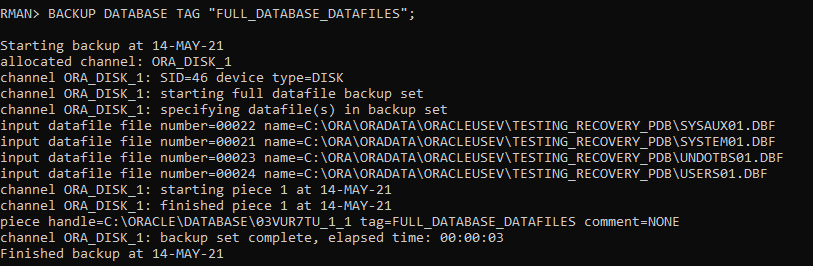 RMAN> BACKUP DATABASE TAG "FULL_DATABASE_DATAFILES";
Starting backup at 14-MAY-21
allocated channel: ORA_DISK_1
channel ORA_DISK_1: SID=46 device type=DISK
channel ORA_DISK_1: starting full datafile backup set
channel ORA_DISK_1: specifying datafile(s) in backup set
input datafile file number=00022 name=C:\ORA\ORADATA\ORACLEUSEV\TESTING_RECOVERY_PDB\SYSAUX01.DBF
input datafile file number=00021 name=C:\ORA\ORADATA\ORACLEUSEV\TESTING_RECOVERY_PDB\SYSTEM01.DBF
input datafile file number=00023 name=C:\ORA\ORADATA\ORACLEUSEV\TESTING_RECOVERY_PDB\UNDOTBS01.DBF
input datafile file number=00024 name=C:\ORA\ORADATA\ORACLEUSEV\TESTING_RECOVERY_PDB\USERS01.DBF
channel ORA_DISK_1: starting piece 1 at 14-MAY-21
channel ORA_DISK_1: finished piece 1 at 14-MAY-21
piece handle=C:\ORACLE\DATABASE\03VUR7TU_1_1 tag=FULL_DATABASE_DATAFILES comment=NONE
channel ORA_DISK_1: backup set complete, elapsed time: 00:00:03
Finished backup at 14-MAY-21